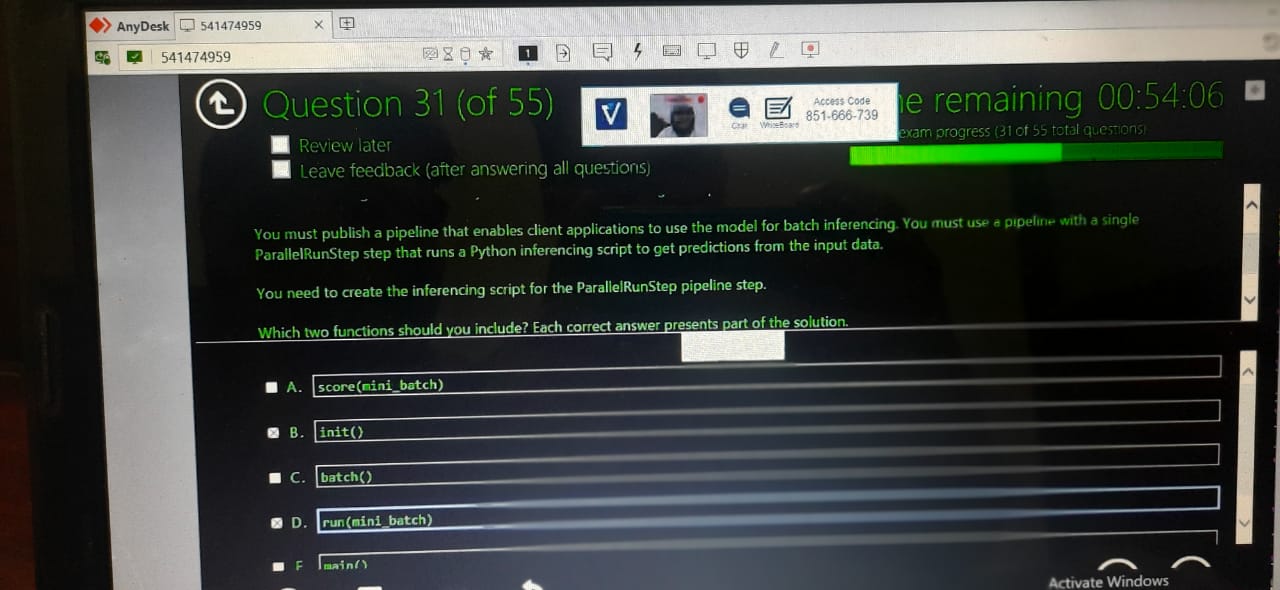 AnyDesk
541474959
541474959
1
Question 31 (of 55)
Review later
Leave feedback (after answering all questions)
V
Chat
WhiteBoard
Access Code
851-666-739
e remaining 00:54:06
exam progress (31 of 55 total questions)
You must publish a pipeline that enables client applications to use the model for batch inferencing. You must use a pipeline with a single
ParallelRunStep step that runs a Python inferencing script to get predictions from the input data.
You need to create the inferencing script for the ParallelRunStep pipeline step.
Which two functions should you include? Each correct answer presents part of the solution.
A. score(mini_batch)
B. init()
C. batch()
D. run(mini_batch)
main()
Activate Windows